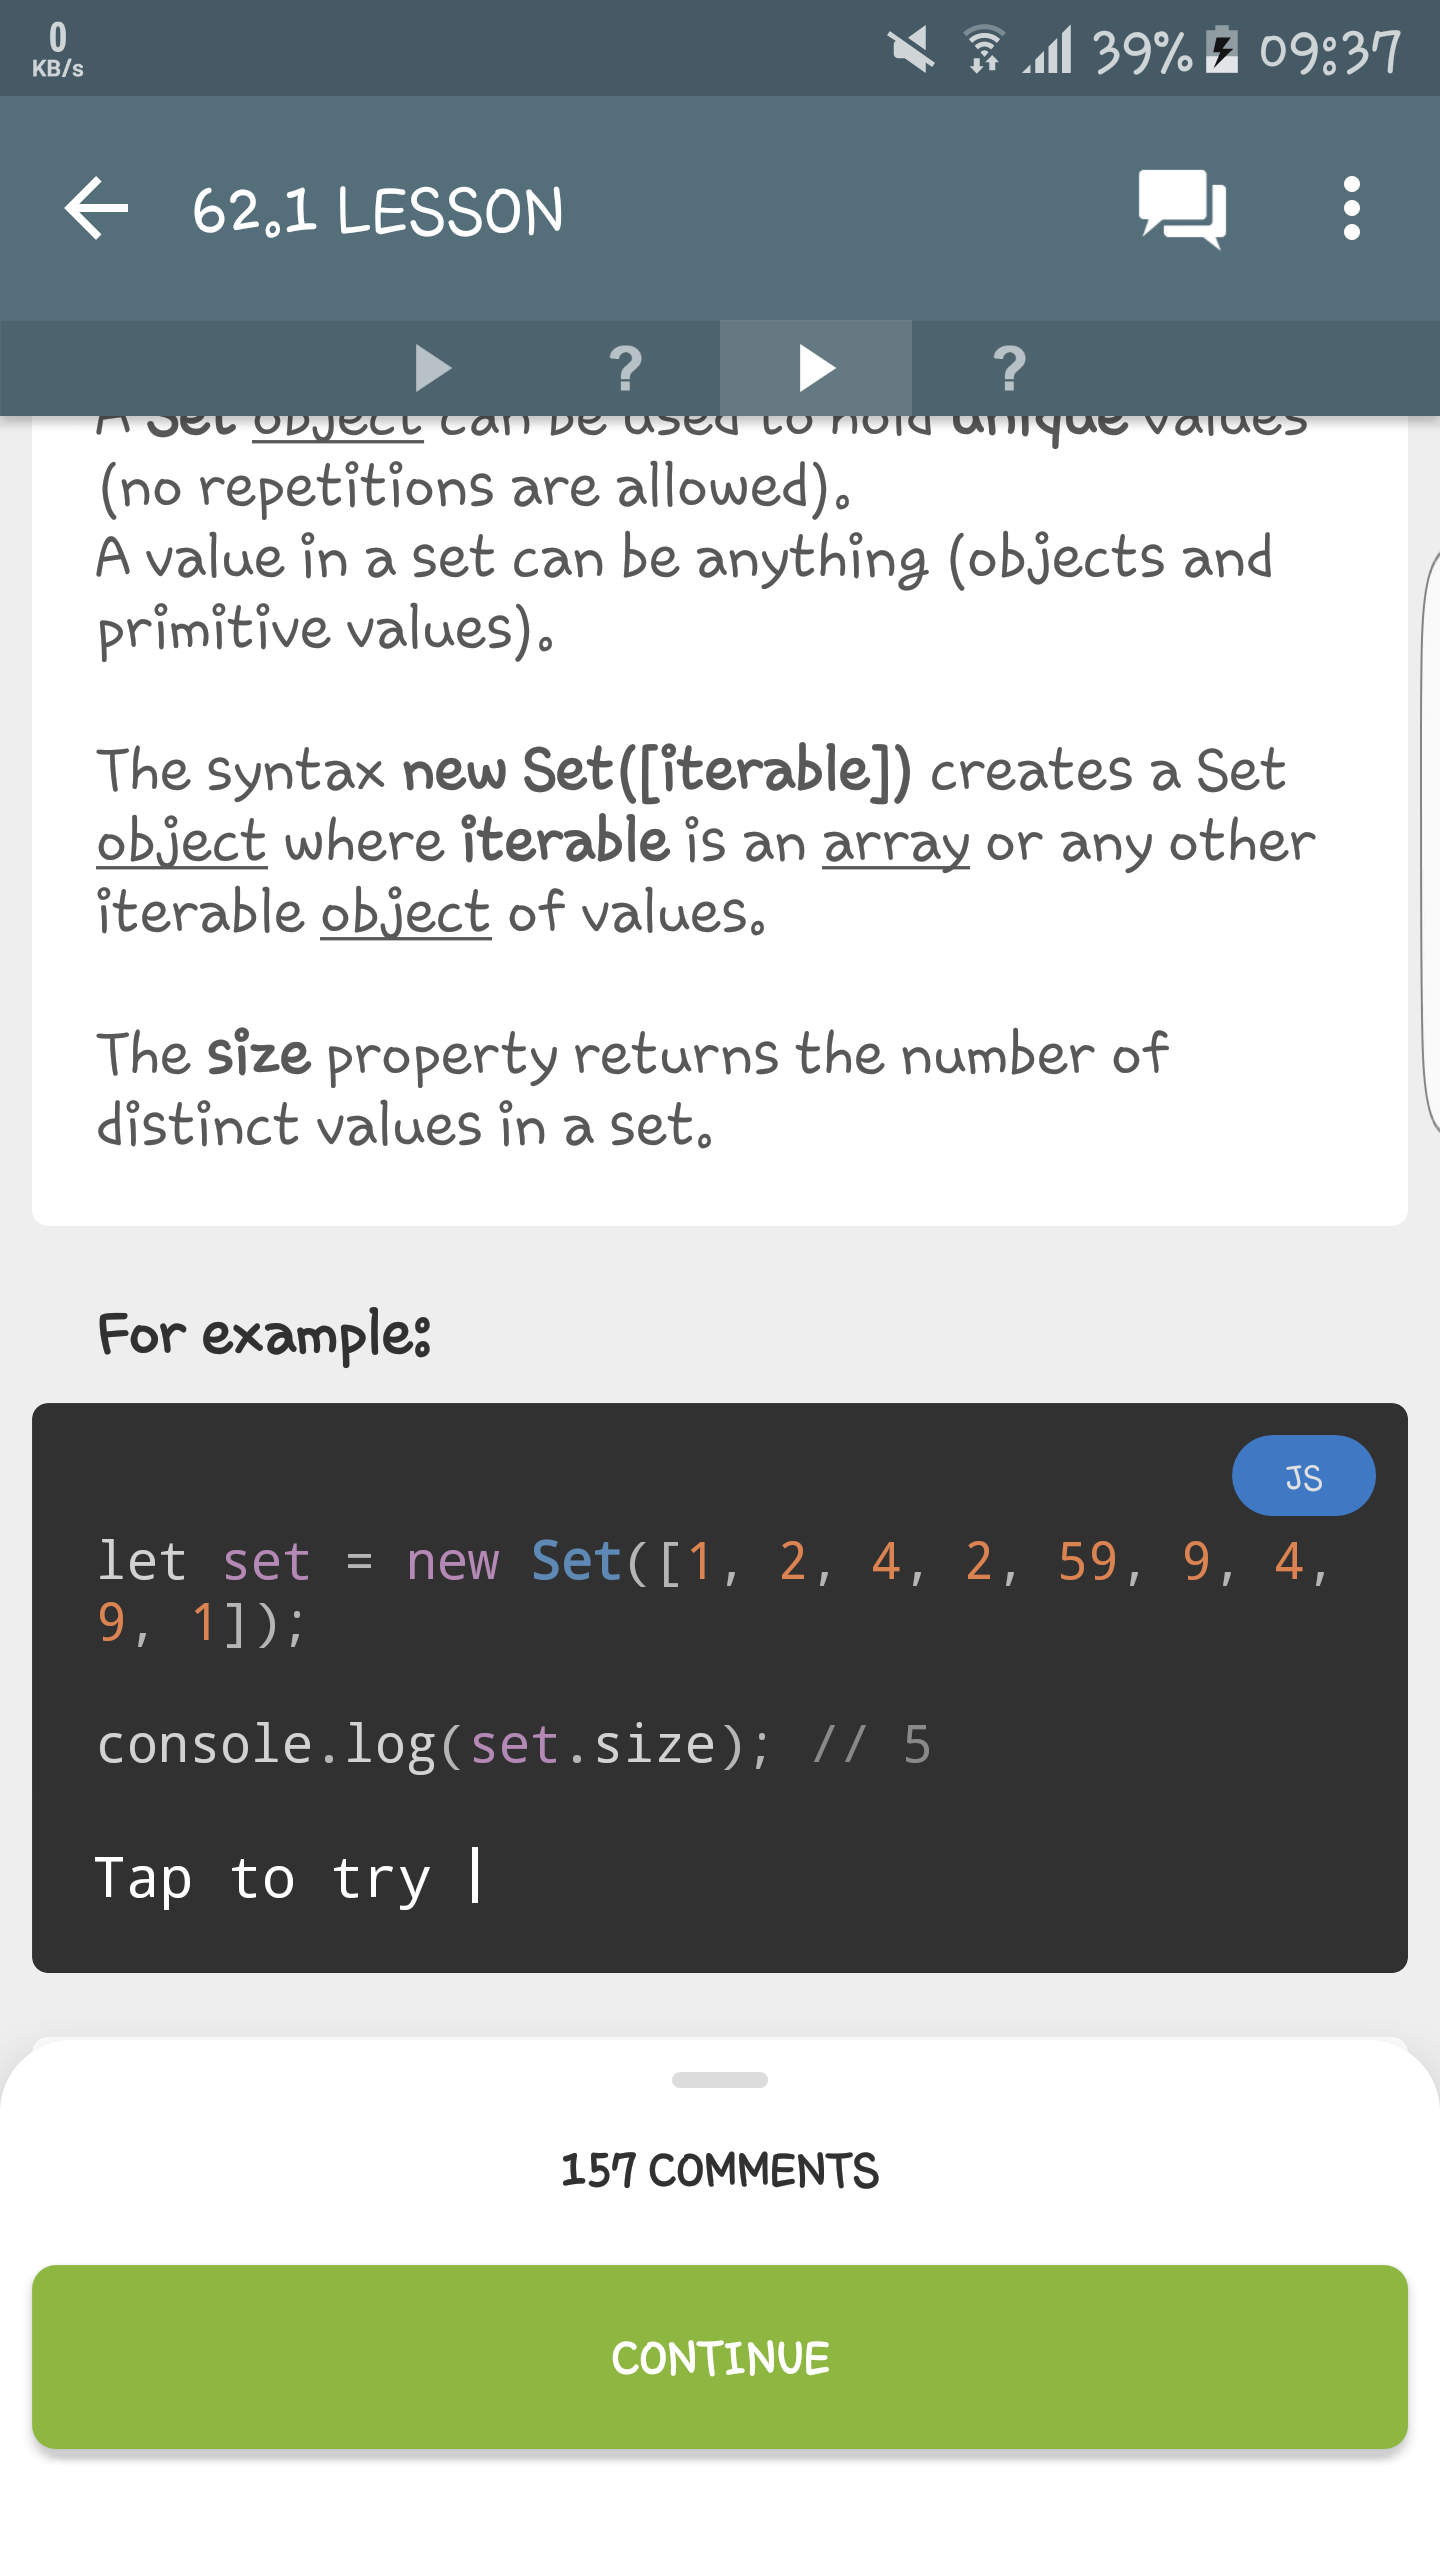 0
KB/s
39%
09:37
62.1 LESSON
?
?
A Set object can be used to hold unique values
(no repetitions are allowed).
A value in a set can be anything (objects and
primitive values).
The syntax new Set([iterable]) creates a Set
object where iterable is an array or any other
iterable object of values.
The size property returns the number of
distinct values in a set.
For example:
JS
let set = new Set([1, 2, 4, 2, 59, 9, 4,
9, 1]);
console.log(set.size); // 5
Tap to try |
157 COMMENTS
CONTINUE